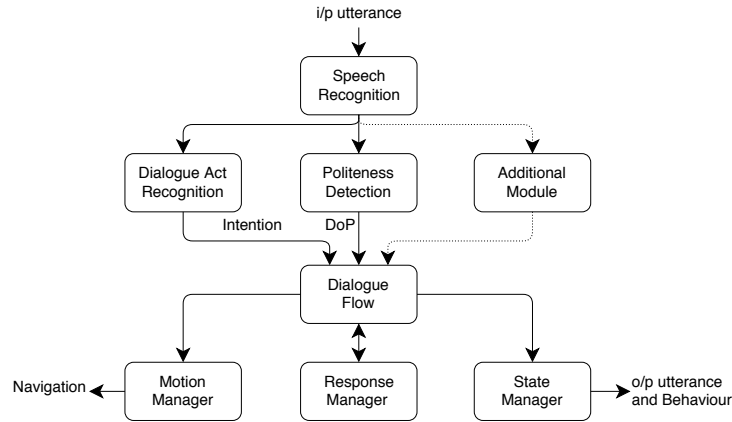 i/p utterance
Speech
Recognition
Dialogue Act
Recognition
Politeness
Detection
Additional
Module
Intention
DoP
Dialogue
Flow
Navigation
Motion
Manager
Response
Manager
State
Manager
o/p utterance
and Behaviour